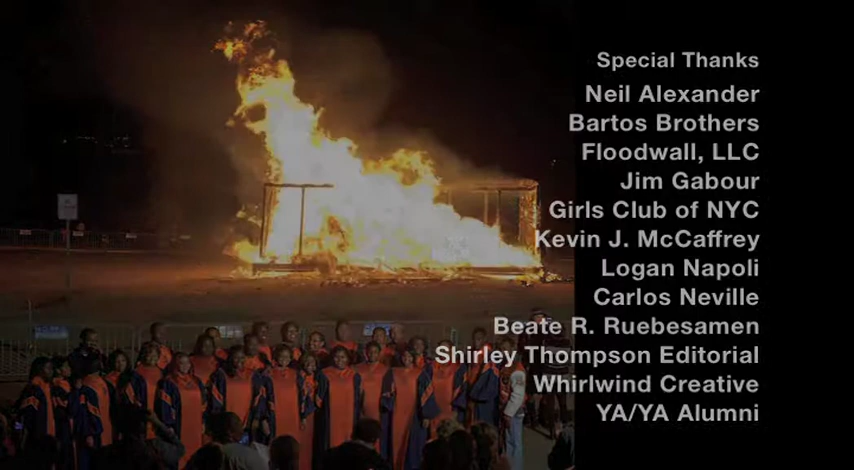 Special Thanks
Neil Alexander
Bartos Brothers
Floodwall, LLC
Jim Gabour
Girls Club of NYC
Kevin J. McCaffrey
Logan Napoli
Carlos Neville
Beate R. Ruebesamen
Shirley Thompson Editorial
Whirlwind Creative
YA/YA Alumni